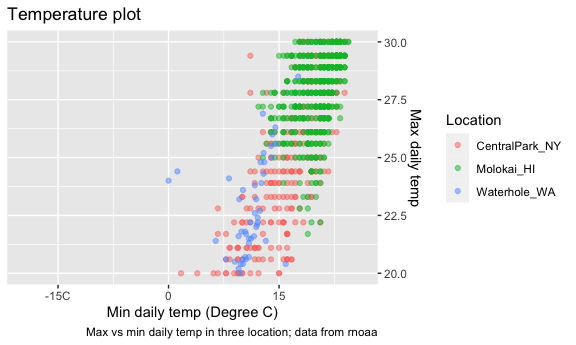 Temperature plot
30.0
27.5
25.0
22.5
20.0
Max daily temp
-15C
0
15
Min daily temp (Degree C)
Max vs min daily temp in three location; data from rnoaa
Location
CentralPark_NY
Molokai_HI
Waterhole_WA